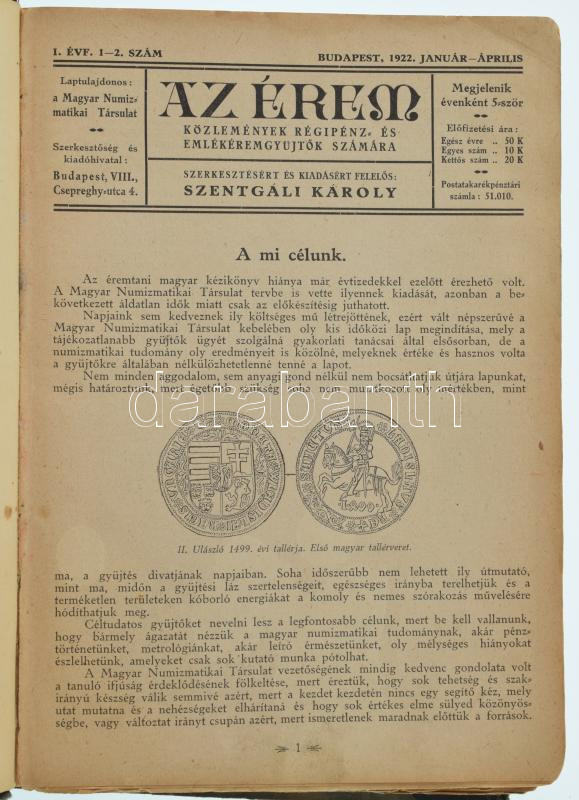 I. ÉVF. 1–2. SZÁM
BUDAPEST, 1922. JANUÁR–ÁPRILIS
Laptulajdonos:
a Magyar Numiz-
matikai Társulat
Szerkesztőség és
kiadóhivatal:
Budapest, VIII.,
Csepreghy-utca 4.
AZ ÉREM
KÖZLEMÉNYEK RÉGIPÉNZ- ÉS
EMLÉKÉREMGYUJTŐK SZÁMÁRA
SZERKESZTÉSÉRT ÉS KIADÁSÉRT FELELŐS:
SZENTGÁLI KÁROLY
Megjelenik
évenként 5-ször
Előfizetési ára:
Egész évre .. 50 K
Egyes szám .. 10 K
Kettős szám .. 20 K
Postatakarékpénztári
számla: 51.010.
A mi célunk.
Az éremtani magyar kézikönyv hiánya már évtizedekkel ezelőtt érezhető volt.
A Magyar Numizmatikai Társulat tervbe is vette ilyennek kiadását, azonban a be-
következett áldatlan idők miatt csak az előkészítésig juthatott.
Napjaink sem kedveznek ily költséges mű létrejöttének, ezért vált népszerűvé a
Magyar Numizmatikai Társulat kebelében oly kis időközi lap megindítása, mely a
tájékozatlanabb gyüjtők ügyét szolgálná gyakorlati tanácsai által elsősorban, de a
numizmatikai tudomány oly eredményeit is közölné, melyeknek értéke és hasznos volta
a gyüjtőkre általában nélkülözhetetlenné tenné a lapot.
Nem minden aggodalom, sem anyagi gond nélkül nem bocsáthatjuk útjára lapunkat,
mégis határoztunk, mert égetőbb szükség soha nem mutatkozott oly mértékben, mint
darabanth
1499
II. Ulászló 1499. évi tallérja. Első magyar tallérveret.
ma, a gyüjtés divatjának napjaiban. Soha időszerűbb nem lehetett ily útmutató,
mint ma, midőn a gyüjtési láz szertelenségeit, egészséges irányba terelhetjük és a
terméketlen területeken kóborló energiákat a komoly és nemes szórakozás művelésére
hódíthatjuk meg.
Céltudatos gyüjtőket nevelni lesz a legfontosabb célunk, mert be kell vallanunk,
hogy bármely ágazatát nézzük a magyar numizmatikai tudománynak, akár pénz-
történetünket, metrológiánkat, akár leíró érmészetünket, oly mélységes hiányokat
észlelhetünk, amelyeket csak sok kutató munka pótolhat.
A Magyar Numizmatikai Társulat vezetőségének mindig kedvenc gondolata volt
a tanuló ifjúság érdeklődésének fölkeltése, mert éreztük, hogy sok tehetség és szak-
irányú készség válik semmivé azért, mert a kezdet kezdetén nincs egy segítő kéz, mely
utat mutatna és a nehézségeket elhárítaná és hogy sok értékes elme sülyed közönyös-
ségbe, vagy változtat irányt csupán azért, mert ismeretlenek maradnak előttük a források.
1